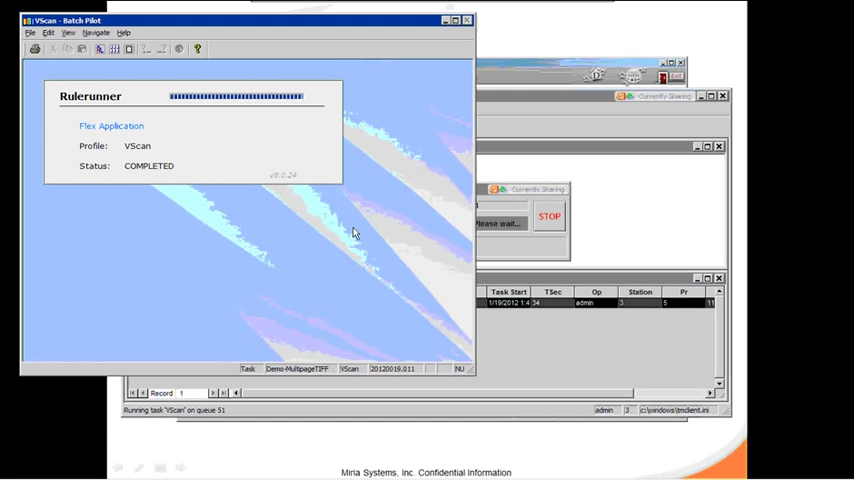 VScan - Batch Pilot
File Edit View Navigate Help
Rulerunner
Flex Application
Profile: VScan
Status: COMPLETED
v8.0.24
D
EXIT
Currently Sharing
Currently Sharing
Please wait...
STOP
Task Start TSec Op Station Pr
1/19/2012 1:4 34 admin 3 5 11
Task Demo-MultipageTIFF VScan 20120019.011 NU
Record 1
Running task 'VScan' on queue 51 admin 3 c:\windows\tmclient.ini
Miria Systems, Inc. Confidential Information